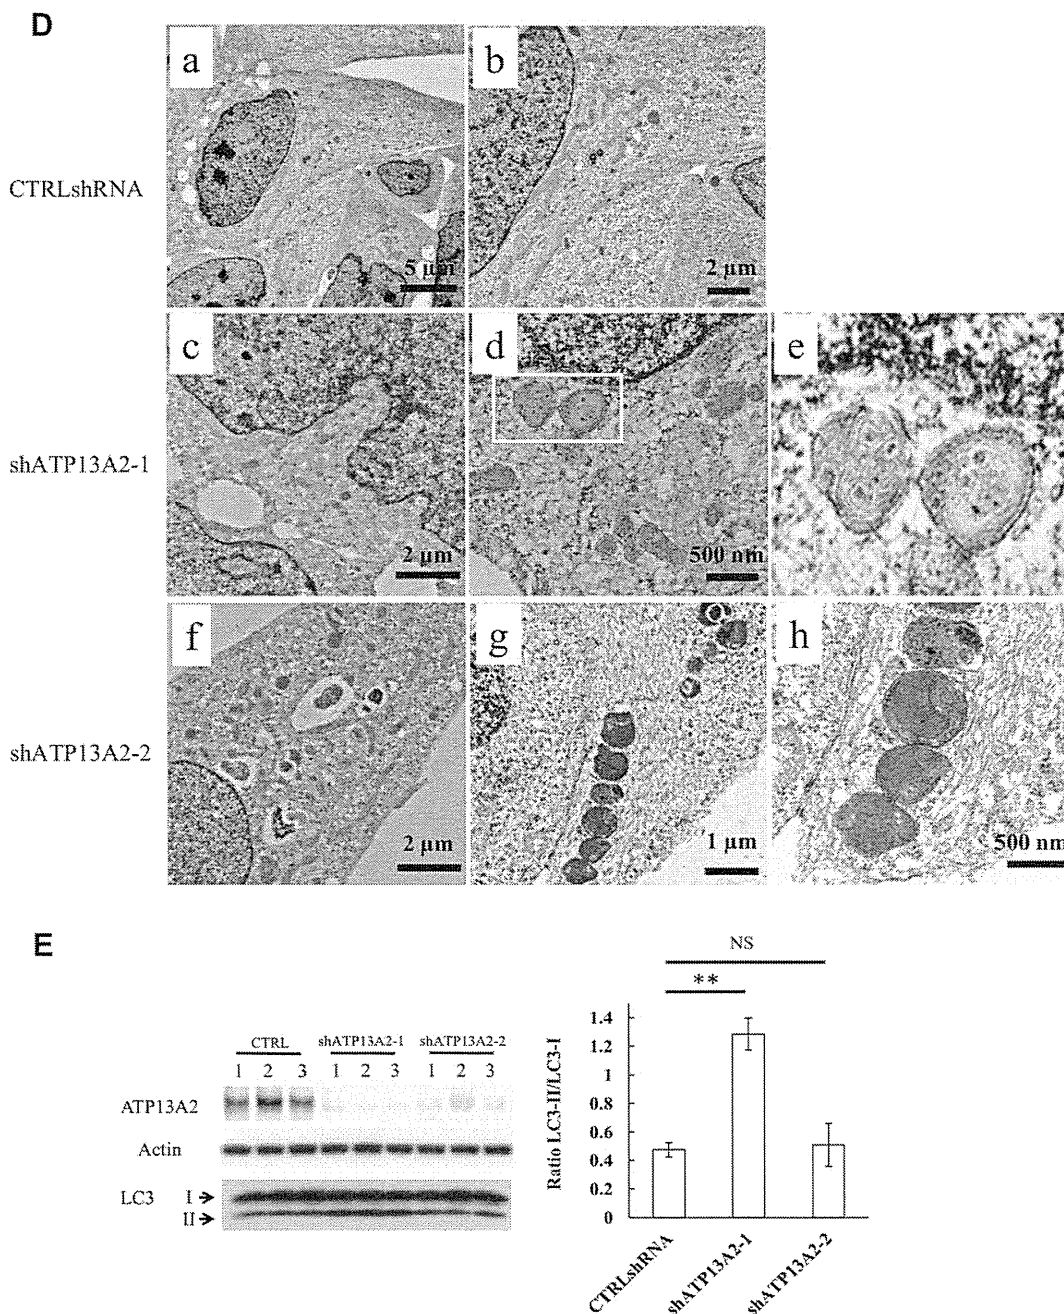 D
a
b
CTRLshRNA
5 µm
2 µm
c
d
e
shATP13A2-1
2 µm
500 nm
f
g
h
shATP13A2-2
2 µm
1 µm
500 nm
E
NS
**
CTRL shATP13A2-1 shATP13A2-2
1 2 3 1 2 3 1 2 3
ATP13A2
Actin
LC3 I
II
Ratio LC3-II/LC3-I
1.4
1.2
1
0.8
0.6
0.4
0.2
0
CTRLshRNA
shATP13A2-1
shATP13A2-2